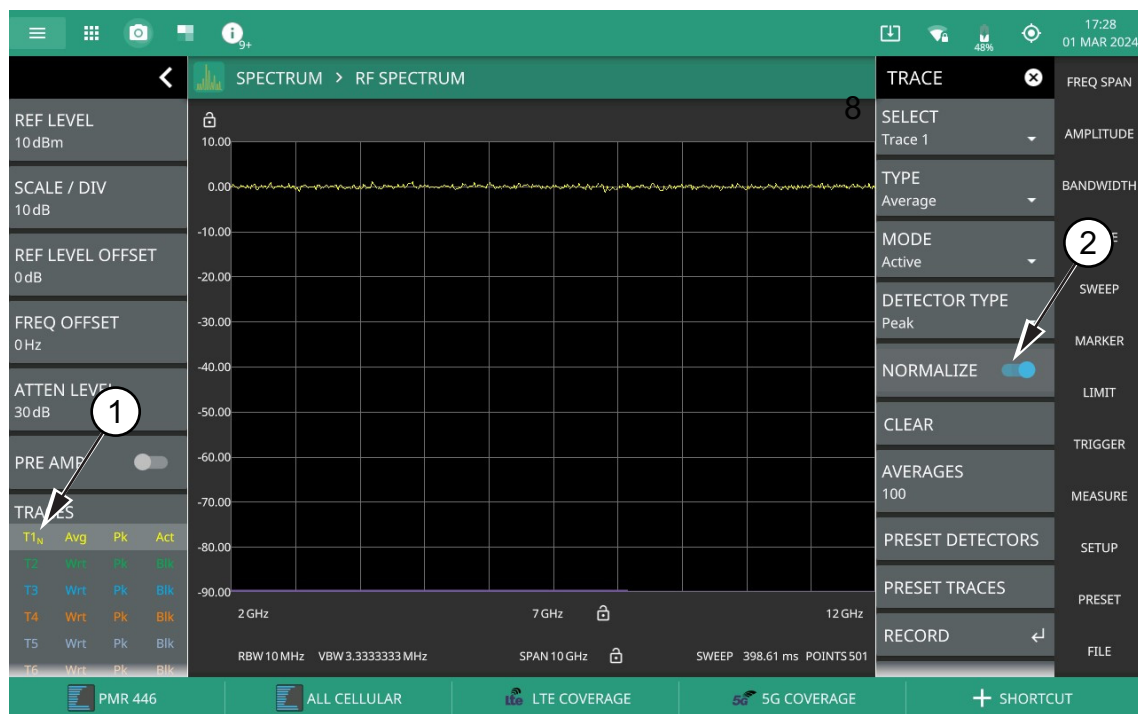 9+
48%
17:28
01 MAR 2024
SPECTRUM > RF SPECTRUM
REF LEVEL
10 dBm
SCALE / DIV
10 dB
REF LEVEL OFFSET
0 dB
FREQ OFFSET
0 Hz
ATTEN LEVEL
30 dB
1
PRE AMP
TRACES
T1N Avg Pk Act
T2 Wrt Pk Blk
T3 Wrt Pk Blk
T4 Wrt Pk Blk
T5 Wrt Pk Blk
T6 Wrt Pk Blk
8
10.00
0.00
-10.00
-20.00
-30.00
-40.00
-50.00
-60.00
-70.00
-80.00
-90.00
2 GHz 7 GHz 12 GHz
RBW 10 MHz VBW 3.3333333 MHz SPAN 10 GHz SWEEP 398.61 ms POINTS 501
TRACE
SELECT
Trace 1
TYPE
Average
MODE
Active
DETECTOR TYPE
Peak
NORMALIZE
CLEAR
AVERAGES
100
PRESET DETECTORS
PRESET TRACES
RECORD
FREQ SPAN
AMPLITUDE
BANDWIDTH
2
SWEEP
MARKER
LIMIT
TRIGGER
MEASURE
SETUP
PRESET
FILE
PMR 446
ALL CELLULAR
lte LTE COVERAGE
5G 5G COVERAGE
+ SHORTCUT